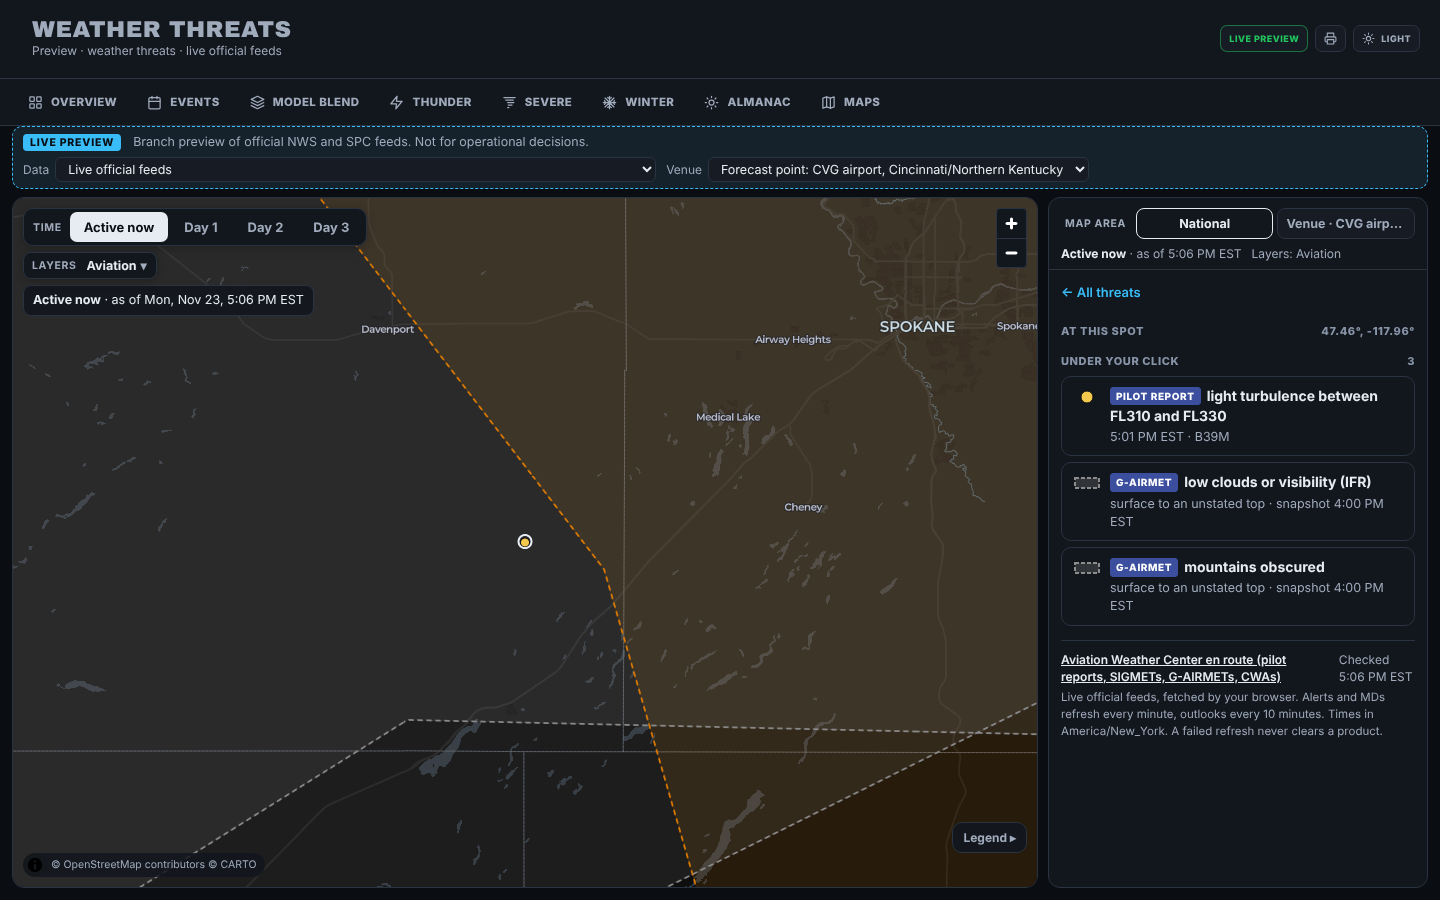 WEATHER THREATS
Preview · weather threats · live official feeds
LIVE PREVIEW
LIGHT
OVERVIEW
EVENTS
MODEL BLEND
THUNDER
SEVERE
WINTER
ALMANAC
MAPS
LIVE PREVIEW
Branch preview of official NWS and SPC feeds. Not for operational decisions.
Data
Live official feeds
Venue
Forecast point: CVG airport, Cincinnati/Northern Kentucky
TIME
Active now
Day 1
Day 2
Day 3
LAYERS
Aviation ▾
Active now · as of Mon, Nov 23, 5:06 PM EST
+
−
Davenport
Airway Heights
SPOKANE
Spokane
Medical Lake
Cheney
Legend ▸
© OpenStreetMap contributors © CARTO
MAP AREA
National
Venue · CVG airp...
Active now · as of 5:06 PM EST
Layers: Aviation
← All threats
AT THIS SPOT
47.46°, -117.96°
UNDER YOUR CLICK
3
PILOT REPORT light turbulence between
FL310 and FL330
5:01 PM EST · B39M
G-AIRMET low clouds or visibility (IFR)
surface to an unstated top · snapshot 4:00 PM
EST
G-AIRMET mountains obscured
surface to an unstated top · snapshot 4:00 PM
EST
Aviation Weather Center en route (pilot
reports, SIGMETs, G-AIRMETs, CWAs)
Checked
5:06 PM EST
Live official feeds, fetched by your browser. Alerts and MDs
refresh every minute, outlooks every 10 minutes. Times in
America/New_York. A failed refresh never clears a product.